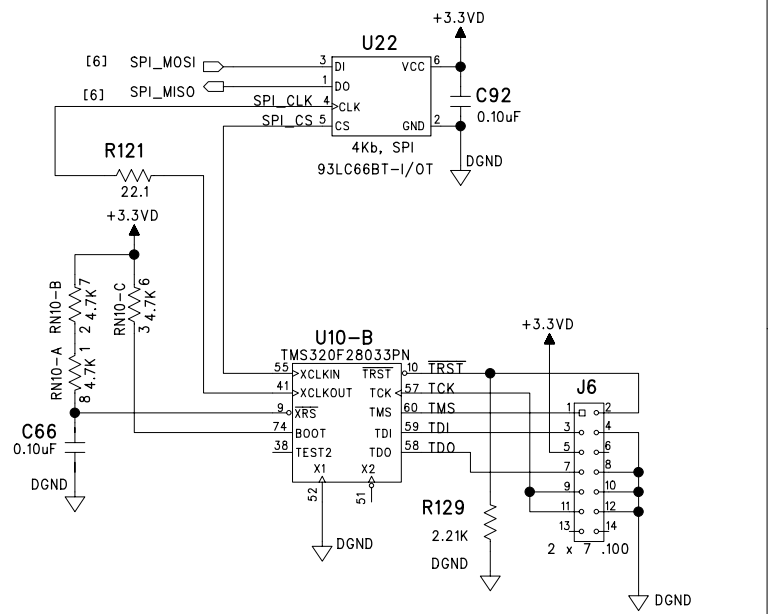 +3.3VD
U22
[6] SPI_MOSI 3 DI VCC 6
SPI_MISO 1 DO
[6] SPI_CLK 4 CLK
C92
0.10uF
SPI_CS 5 CS GND 2
4Kb, SPI
93LC66BT-I/OT
DGND
R121
22.1
+3.3VD
RN10-B
2 4.7K 7
RN10-C
3 4.7K 6
RN10-A
8 4.7K 1
C66
0.10uF
DGND
U10-B
TMS320F28033PN
55 XCLKIN TRST 10 TRST
41 XCLKOUT TCK 57 TCK
9 XRS TMS 60 TMS
74 BOOT TDI 59 TDI
38 TEST2 TDO 58 TDO
X1 X2
52 51
DGND
R129
2.21K
DGND
+3.3VD
J6
1 2
3 4
5 6
7 8
9 10
11 12
13 14
2 x 7 .100
DGND